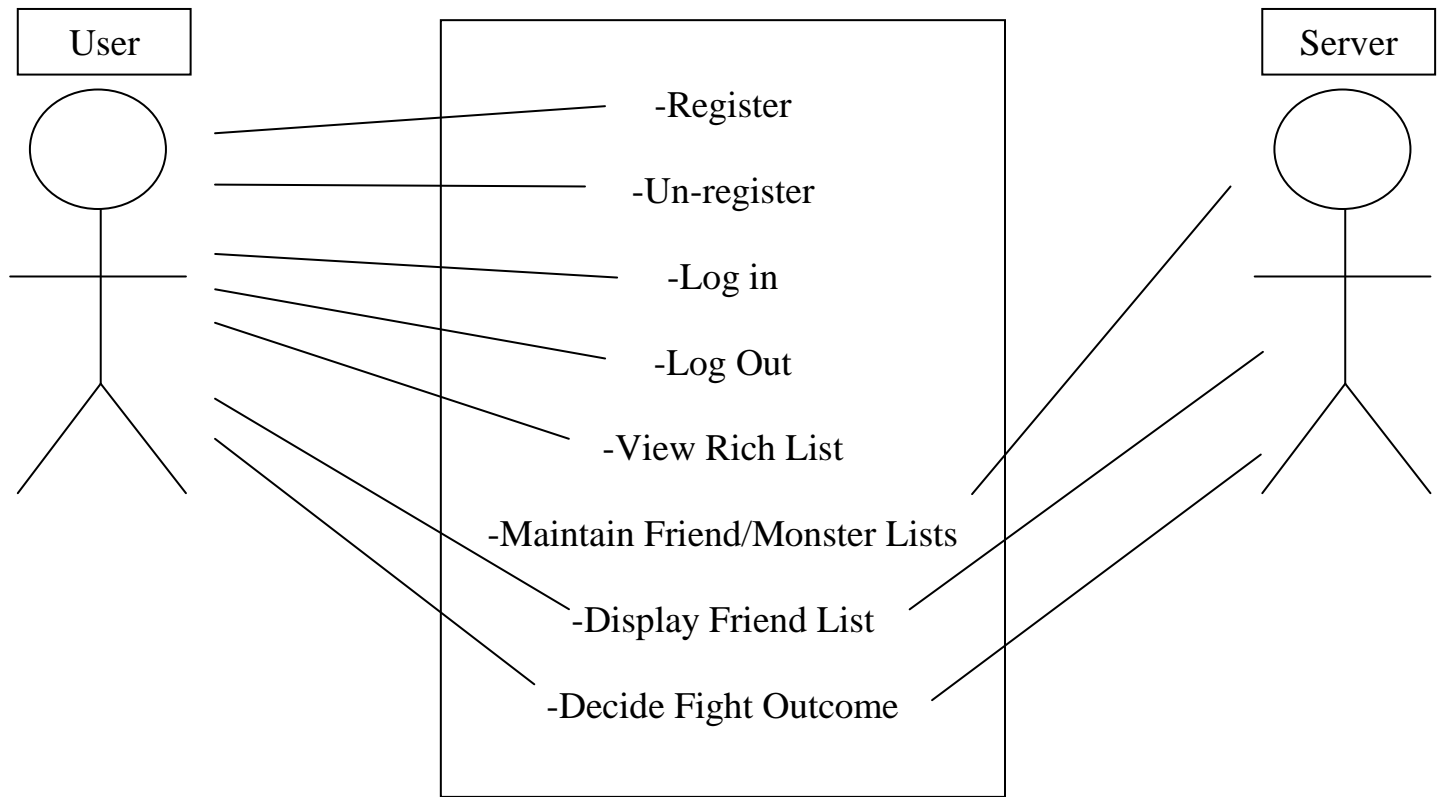 User
Server
-Register
-Un-register
-Log in
-Log Out
-View Rich List
-Maintain Friend/Monster Lists
-Display Friend List
-Decide Fight Outcome